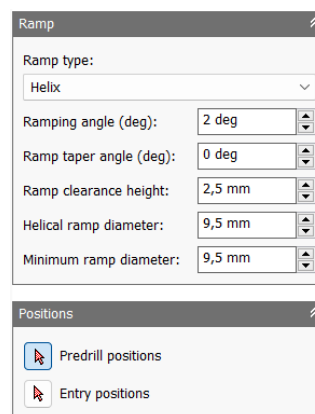 Ramp
Ramp type:
Helix
Ramping angle (deg): 2 deg
Ramp taper angle (deg): 0 deg
Ramp clearance height: 2,5 mm
Helical ramp diameter: 9,5 mm
Minimum ramp diameter: 9,5 mm
Positions
Predrill positions
Entry positions